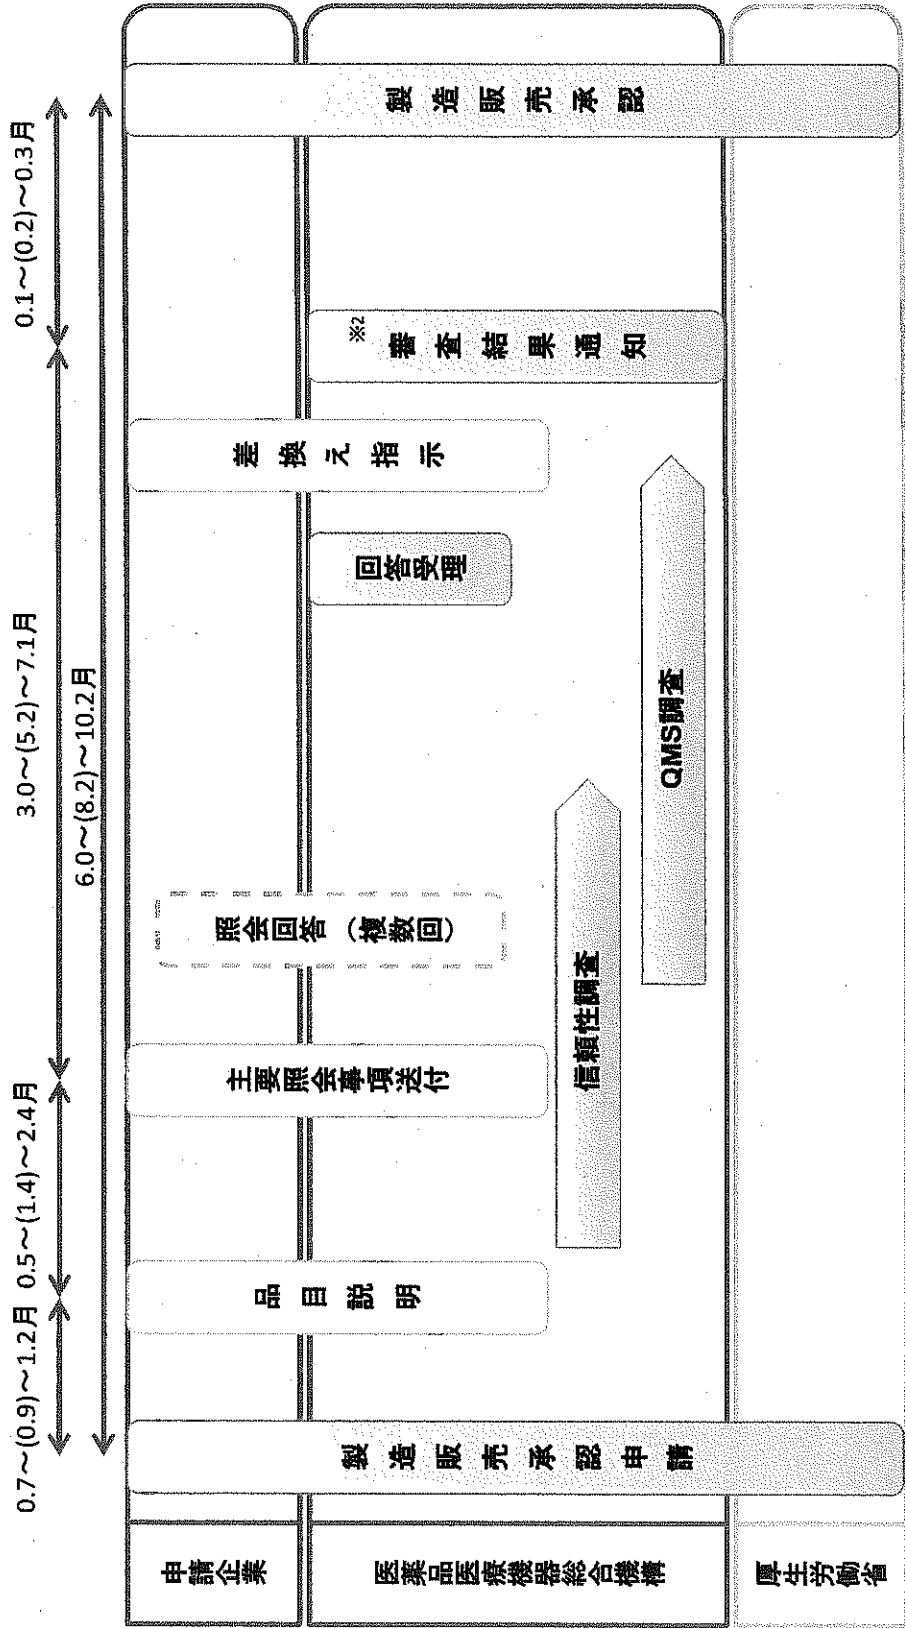 0.7～(0.9)～1.2月
0.5～(1.4)～2.4月
3.0～(5.2)～7.1月
0.1～(0.2)～0.3月
6.0～(8.2)～10.2月
申請企業
医薬品医療機器総合機構
厚生労働省
製造販売承認申請
品目説明
主要照会事項送付
照会回答（複数回）
信頼性調査
QMS調査
回答受理
差換え指示
※2
審査結果通知
製造販売承認